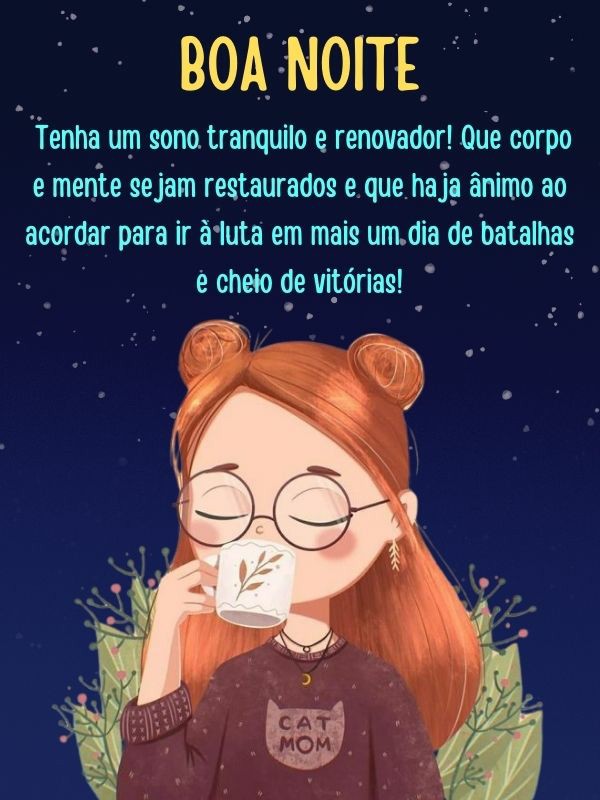 BOA NOITE
Tenha um sono tranquilo e renovador! Que corpo
e mente sejam restaurados e que haja ânimo ao
acordar para ir à luta em mais um dia de batalhas
e cheio de vitórias!
CAT
MOM